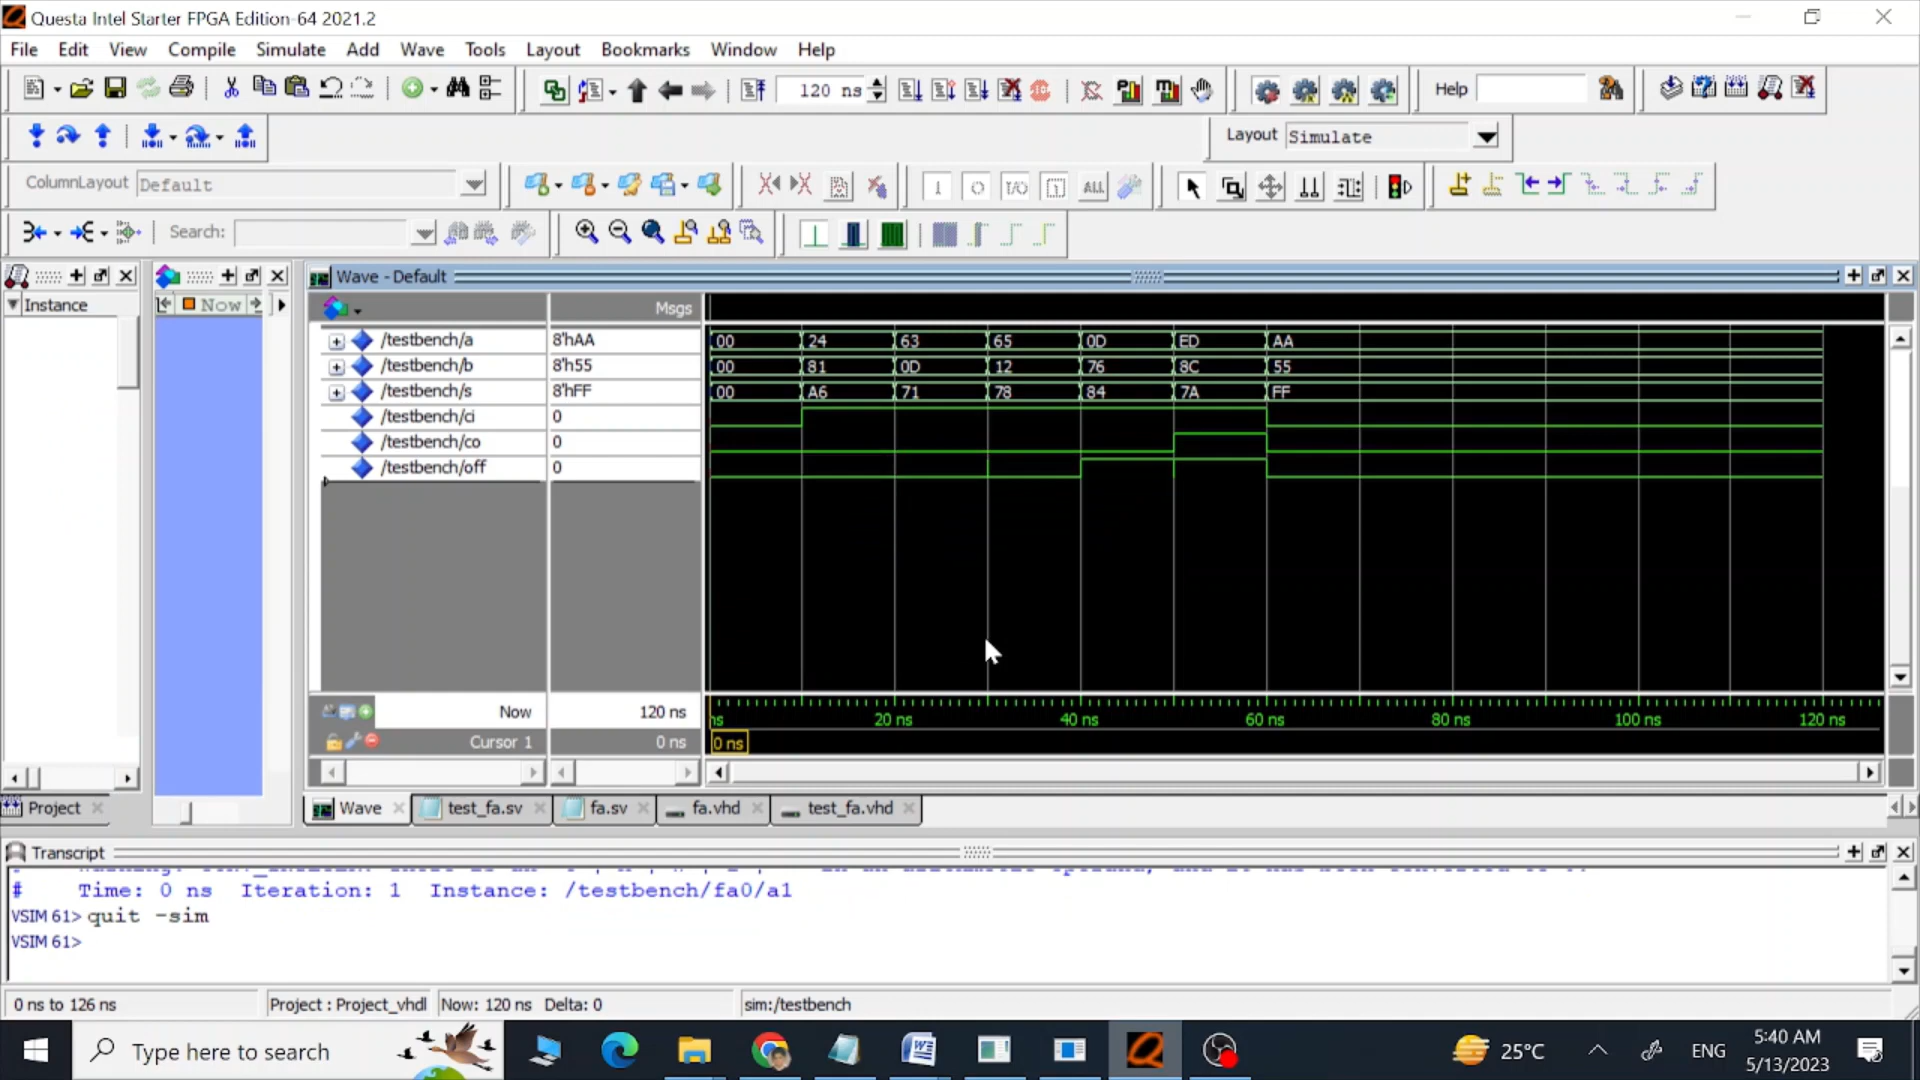 Questa Intel Starter FPGA Edition-64 2021.2
File Edit View Compile Simulate Add Wave Tools Layout Bookmarks Window Help
120 ns Help
Layout Simulate
ColumnLayout Default ALL
Search:
Wave - Default
Instance Now Msgs
/testbench/a 8'hAA 00 24 63 65 0D ED AA
/testbench/b 8'h55 00 81 0D 12 76 8C 55
/testbench/s 8'hFF 00 A6 71 78 84 7A FF
/testbench/ci 0
/testbench/co 0
/testbench/off 0
Now 120 ns ns 20 ns 40 ns 60 ns 80 ns 100 ns 120 ns
Cursor 1 0 ns 0 ns
Project Wave test_fa.sv fa.sv fa.vhd test_fa.vhd
Transcript
# Time: 0 ns Iteration: 1 Instance: /testbench/fa0/a1
VSIM 61> quit -sim
VSIM 61>
0 ns to 126 ns Project : Project_vhdl Now: 120 ns Delta: 0 sim:/testbench
Type here to search 25°C ENG 5:40 AM
5/13/2023